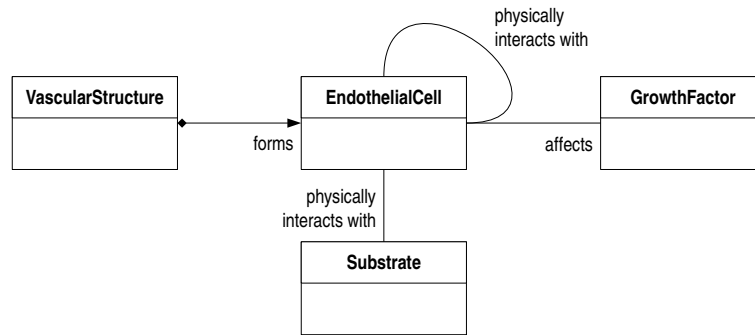 physically
interacts with
VascularStructure
EndothelialCell
GrowthFactor
forms
affects
physically
interacts with
Substrate